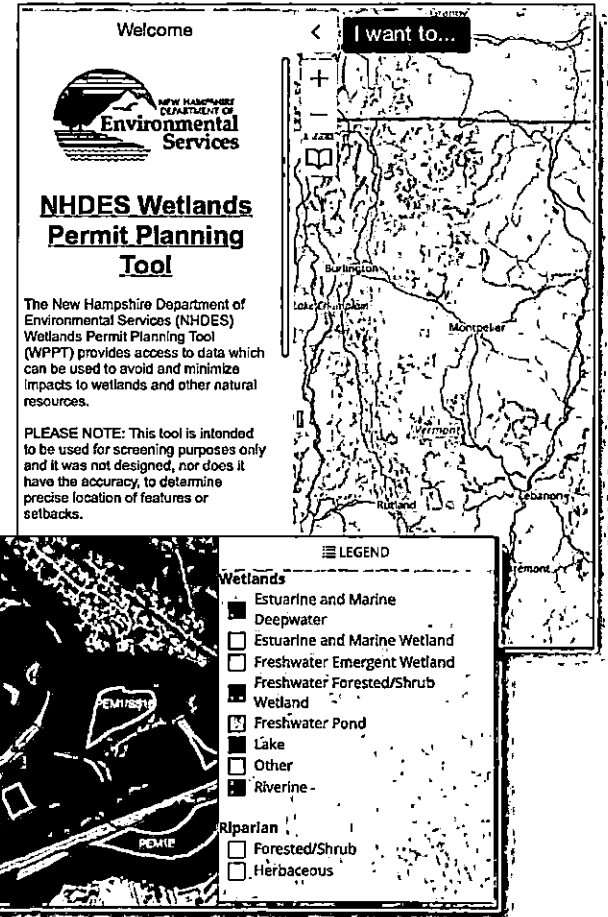 Welcome
I want to...
NEW HAMPSHIRE
DEPARTMENT OF
Environmental
Services
NHDES Wetlands
Permit Planning
Tool
The New Hampshire Department of
Environmental Services (NHDES)
Wetlands Permit Planning Tool
(WPPT) provides access to data which
can be used to avoid and minimize
impacts to wetlands and other natural
resources.
PLEASE NOTE: This tool is intended
to be used for screening purposes only
and it was not designed, nor does it
have the accuracy, to determine
precise location of features or
setbacks.
Granby
Burlington
Lake Champlain
Montpelier
Vermont
Lebanon
Rutland
LEGEND
Wetlands
Estuarine and Marine
Deepwater
Estuarine and Marine Wetland
Freshwater Emergent Wetland
Freshwater Forested/Shrub
Wetland
Freshwater Pond
Lake
Other
Riverine
Riparian
Forested/Shrub
Herbaceous